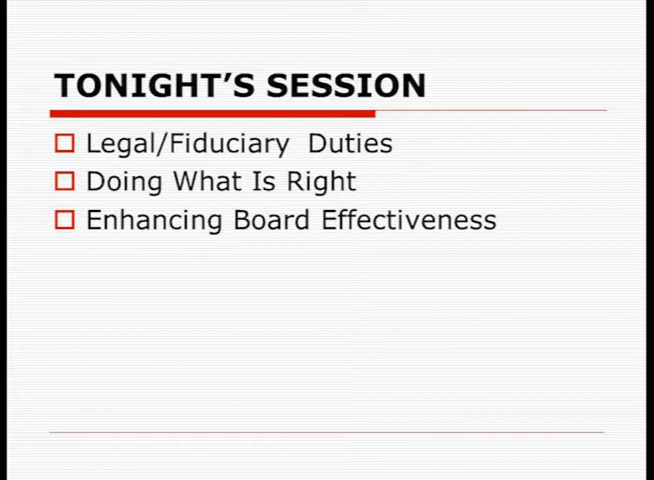 TONIGHT'S SESSION
Legal/Fiduciary Duties
Doing What Is Right
Enhancing Board Effectiveness